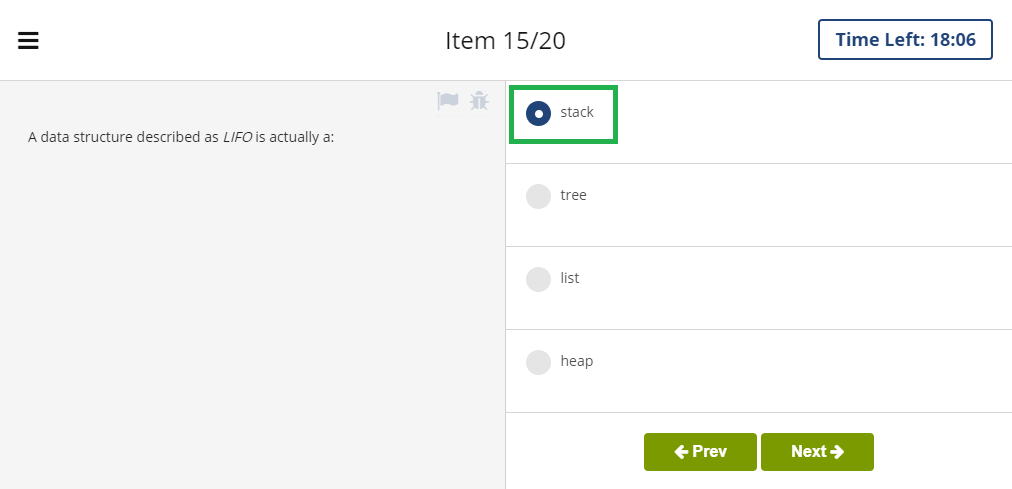 Item 15/20
Time Left: 18:06
A data structure described as LIFO is actually a:
stack
tree
list
heap
Prev
Next